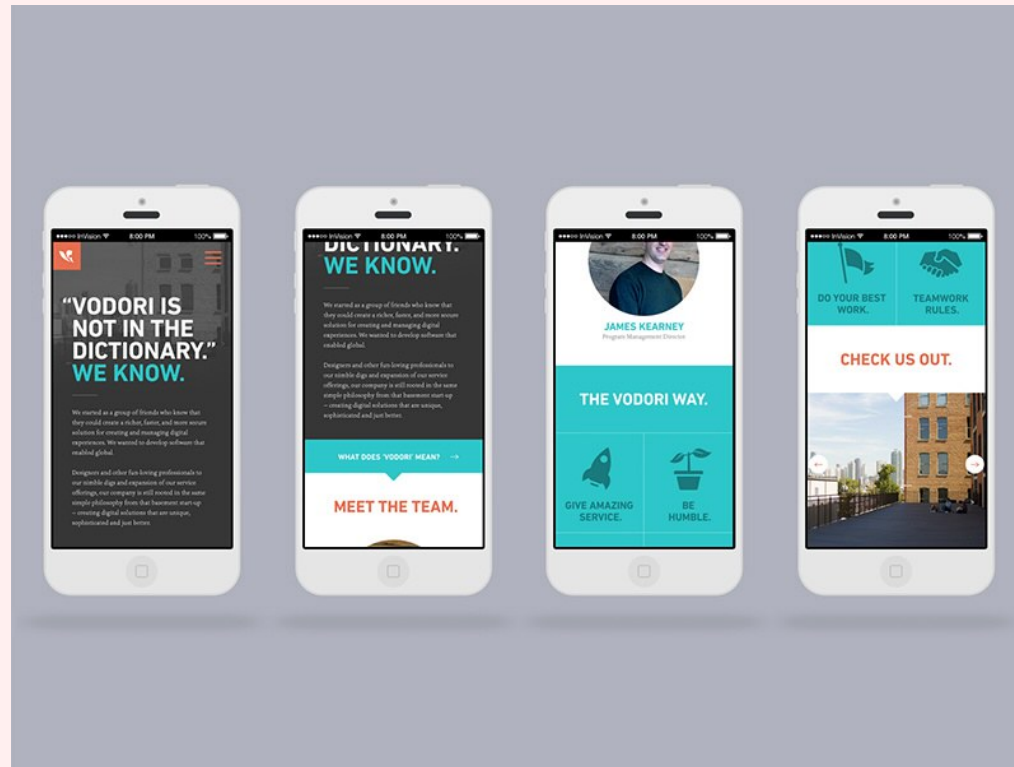 InVision 8:00 PM 100%
“VODORI IS
NOT IN THE
DICTIONARY.”
WE KNOW.
We started as a group of friends who know that
they could create a richer, faster, and more secure
solution for creating and managing digital
experiences. We wanted to develop software that
enabled global.
Designers and other fun-loving professionals to
our nimble digs and expansion of our service
offerings, our company is still rooted in the same
simple philosophy from that basement start-up
– creating digital solutions that are unique,
sophisticated and just better.
InVision 8:00 PM 100%
DICTIONARY.”
WE KNOW.
We started as a group of friends who know that
they could create a richer, faster, and more secure
solution for creating and managing digital
experiences. We wanted to develop software that
enabled global.
Designers and other fun-loving professionals to
our nimble digs and expansion of our service
offerings, our company is still rooted in the same
simple philosophy from that basement start-up
– creating digital solutions that are unique,
sophisticated and just better.
WHAT DOES ‘VODORI’ MEAN? →
MEET THE TEAM.
InVision 8:00 PM 100%
JAMES KEARNEY
Program Management Director
THE VODORI WAY.
GIVE AMAZING
SERVICE.
BE
HUMBLE.
InVision 8:00 PM 100%
DO YOUR BEST
WORK.
TEAMWORK
RULES.
CHECK US OUT.